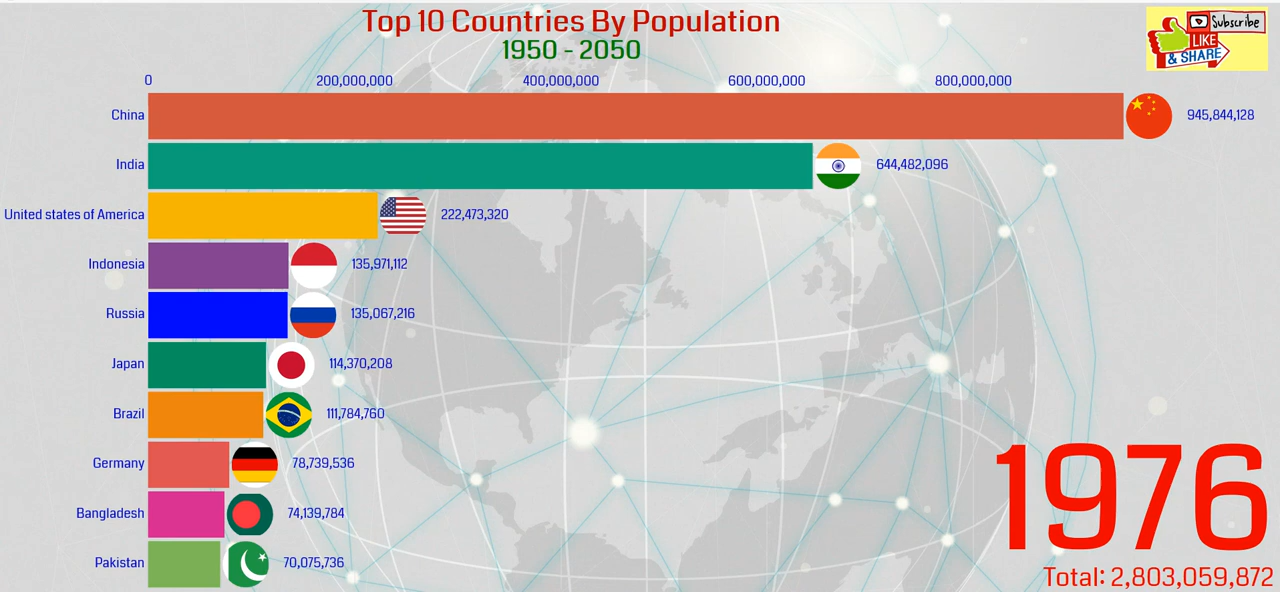 Top 10 Countries By Population
1950 - 2050
Subscribe
LIKE
& SHARE
0 200,000,000 400,000,000 600,000,000 800,000,000
China 945,844,128
India 644,482,096
United states of America 222,473,320
Indonesia 135,971,112
Russia 135,067,216
Japan 114,370,208
Brazil 111,784,760
Germany 78,739,536
Bangladesh 74,139,784
Pakistan 70,075,736
1976
Total: 2,803,059,872